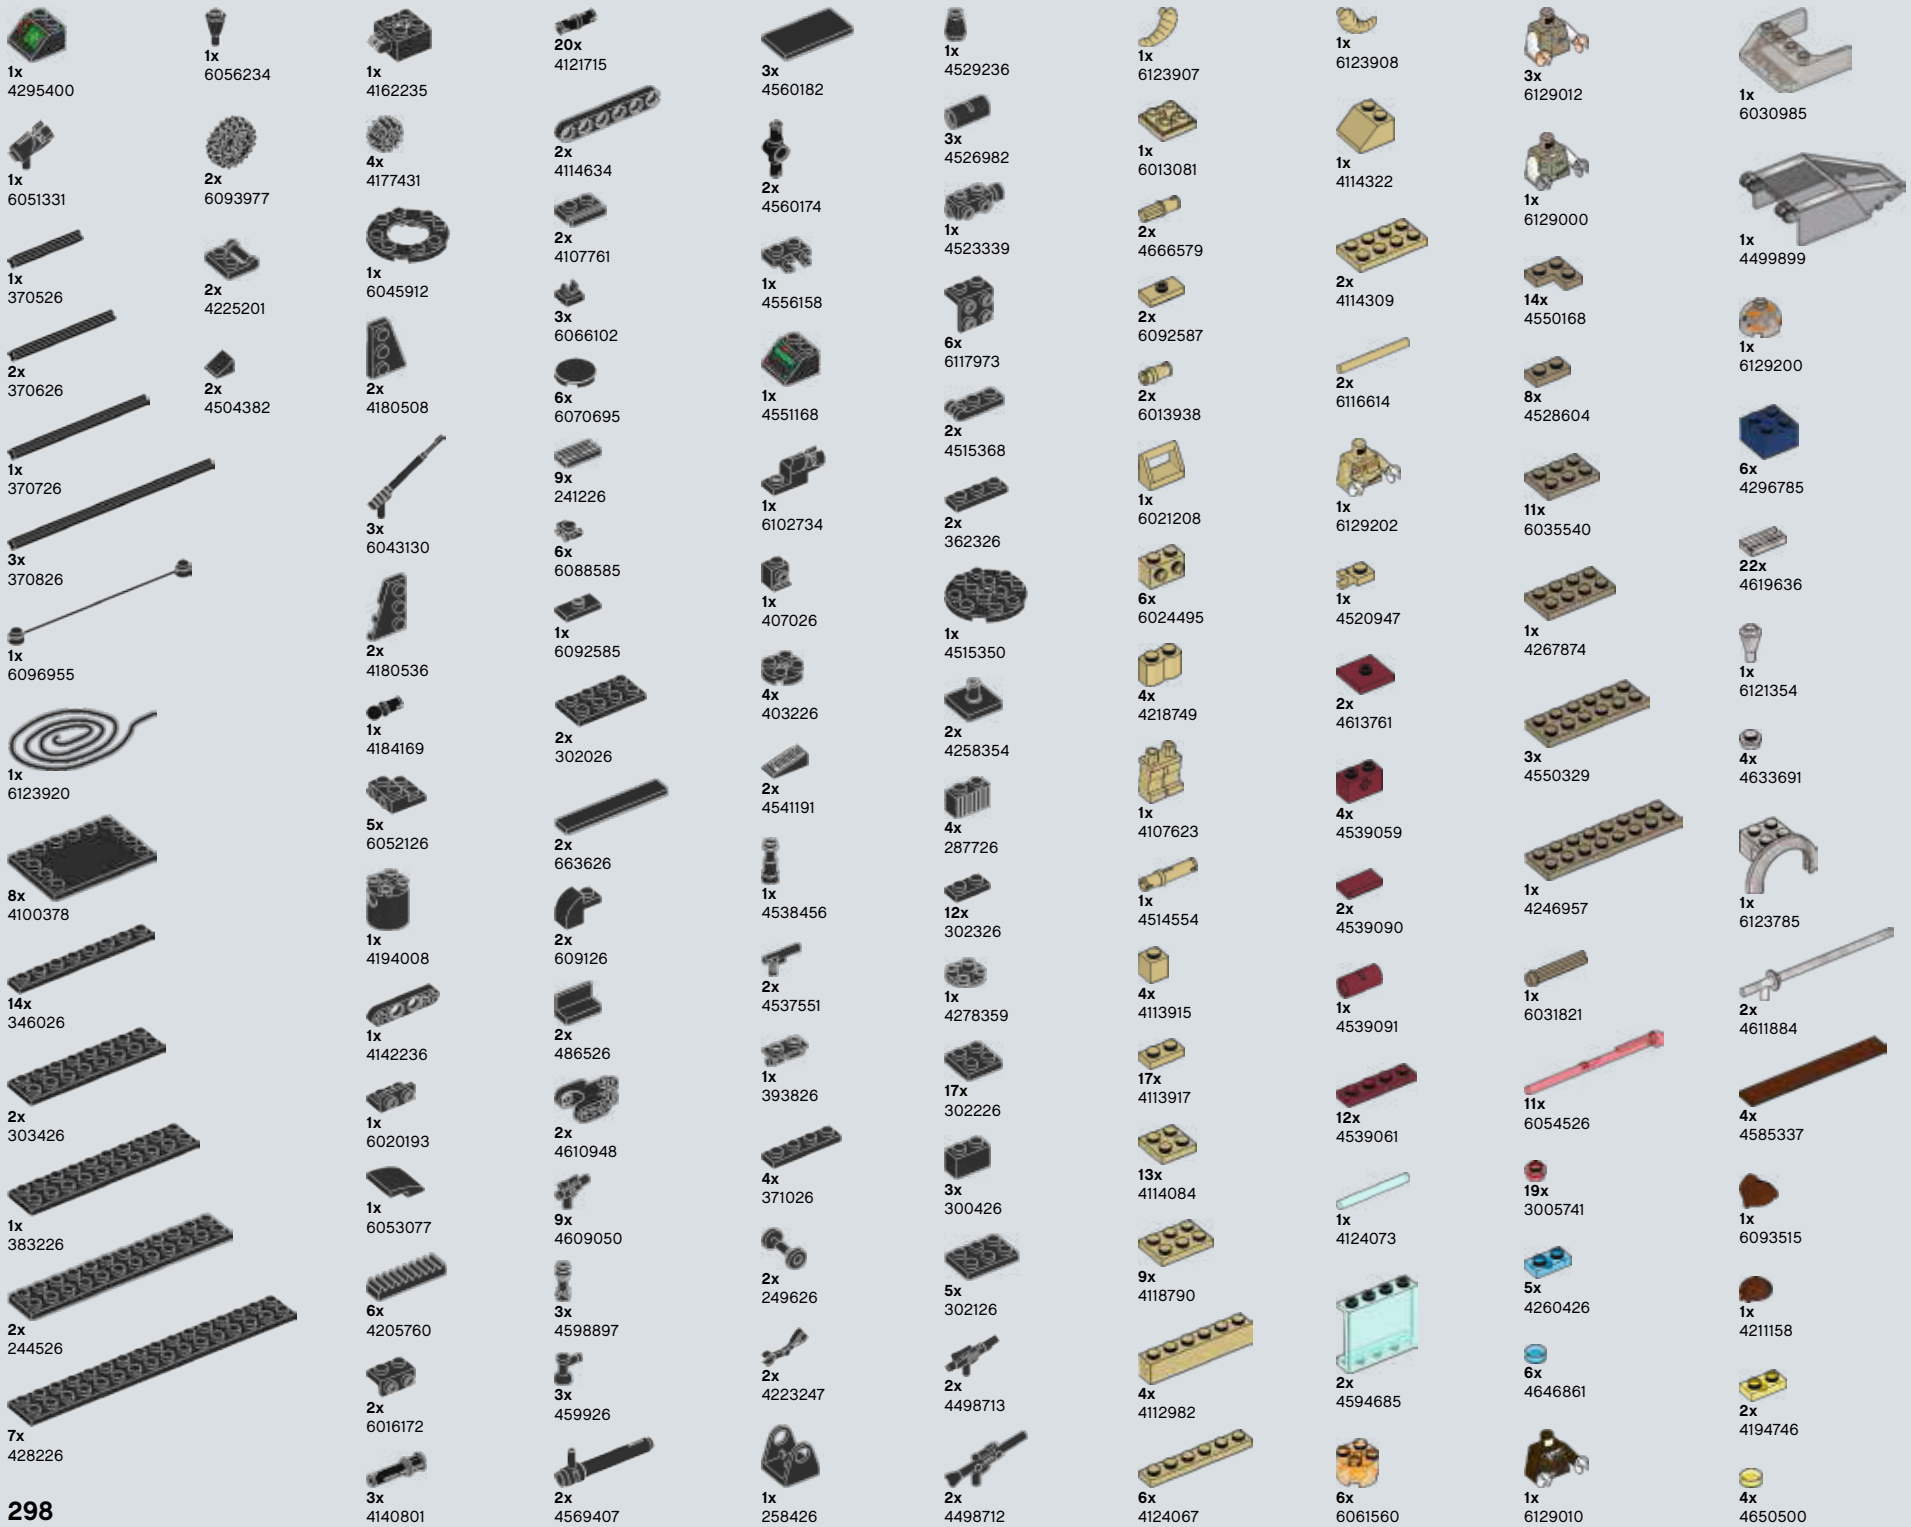 1x
4295400
1x
6051331
1x
370526
2x
370626
1x
370726
3x
370826
1x
6096955
1x
6123920
8x
4100378
14x
346026
2x
303426
1x
383226
2x
244526
7x
428226
298
1x
6056234
2x
6093977
2x
4225201
2x
4504382
1x
4162235
4x
4177431
1x
6045912
2x
4180508
3x
6043130
2x
4180536
1x
4184169
5x
6052126
1x
4194008
1x
4142236
1x
6020193
1x
6053077
6x
4205760
2x
6016172
3x
4140801
20x
4121715
2x
4114634
2x
4107761
3x
6066102
6x
6070695
9x
241226
6x
6088585
1x
6092585
2x
302026
2x
663626
2x
609126
2x
486526
2x
4610948
9x
4609050
3x
4598897
3x
459926
2x
4569407
3x
4560182
2x
4560174
1x
4556158
1x
4551168
1x
6102734
1x
407026
4x
403226
2x
4541191
1x
4538456
2x
4537551
1x
393826
4x
371026
2x
249626
2x
4223247
1x
258426
1x
4529236
3x
4526982
1x
4523339
6x
6117973
2x
4515368
2x
362326
1x
4515350
2x
4258354
4x
287726
12x
302326
1x
4278359
17x
302226
3x
300426
5x
302126
2x
4498713
2x
4498712
1x
6123907
1x
6013081
2x
4666579
2x
6092587
2x
6013938
1x
6021208
6x
6024495
4x
4218749
1x
4107623
1x
4514554
4x
4113915
17x
4113917
13x
4114084
9x
4118790
4x
4112982
6x
4124067
1x
6123908
1x
4114322
2x
4114309
2x
6116614
1x
6129202
1x
4520947
2x
4613761
4x
4539059
2x
4539090
1x
4539091
12x
4539061
1x
4124073
2x
4594685
6x
6061560
3x
6129012
1x
6129000
14x
4550168
8x
4528604
11x
6035540
1x
4267874
3x
4550329
1x
4246957
1x
6031821
11x
6054526
19x
3005741
5x
4260426
6x
4646861
1x
6129010
1x
6030985
1x
4499899
1x
6129200
6x
4296785
22x
4619636
1x
6121354
4x
4633691
1x
6123785
2x
4611884
4x
4585337
1x
6093515
1x
4211158
2x
4194746
4x
4650500